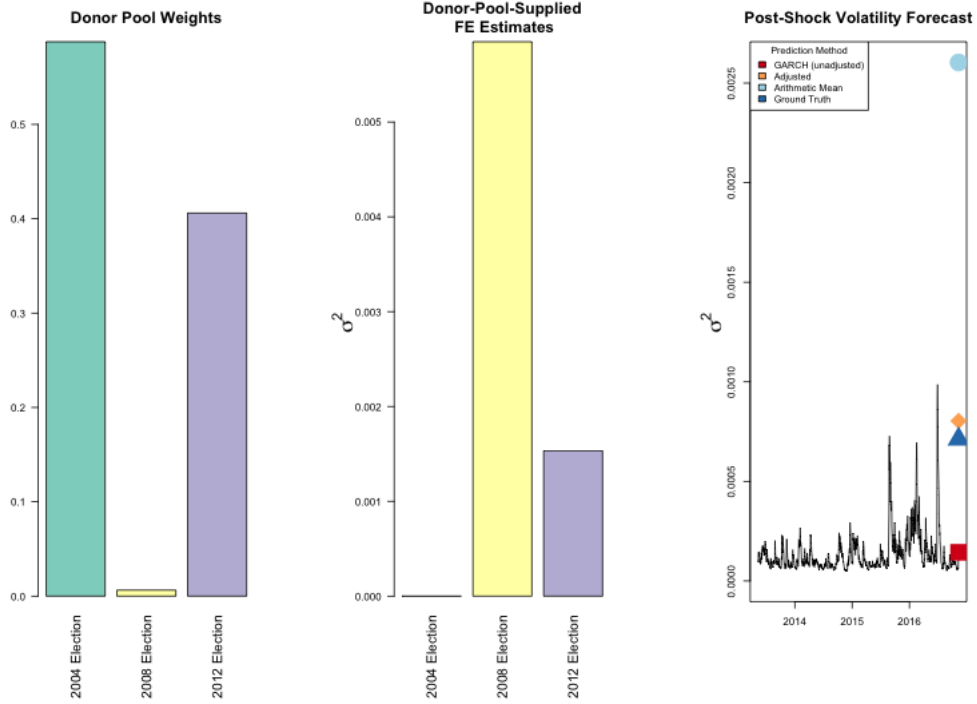 Donor Pool Weights
0.5
0.4
0.3
0.2
0.1
0.0
2004 Election
2008 Election
2012 Election
Donor-Pool-Supplied
FE Estimates
σ²
0.005
0.004
0.003
0.002
0.001
0.000
2004 Election
2008 Election
2012 Election
Post-Shock Volatility Forecast
Prediction Method
GARCH (unadjusted)
Adjusted
Arithmetic Mean
Ground Truth
σ²
0.0025
0.0020
0.0015
0.0010
0.0005
0.0000
2014
2015
2016